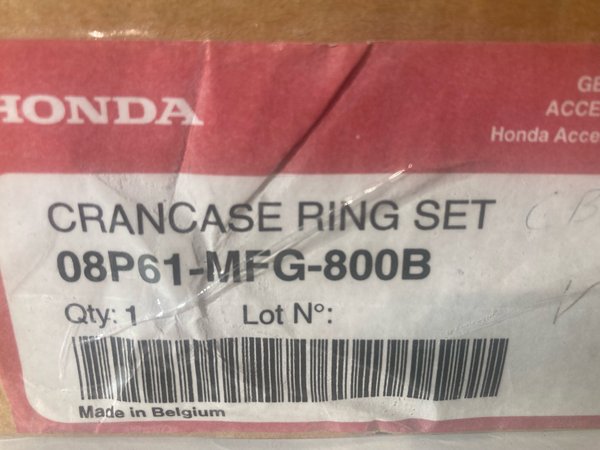 HONDA
GE
ACCE
Honda Acce
CRANCASE RING SET
08P61-MFG-800B
Qty: 1 Lot N°:
Made in Belgium